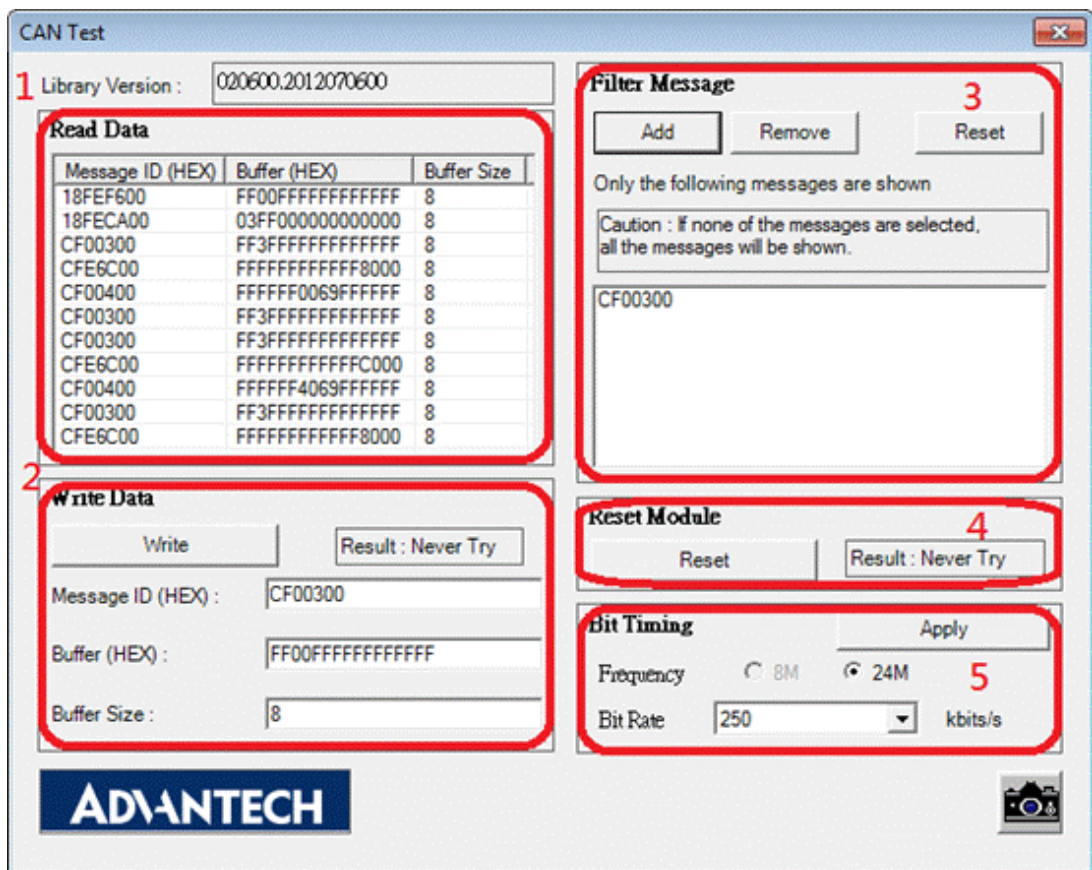 CAN Test
1
Library Version :
020600.2012070600
Read Data
Message ID (HEX) Buffer (HEX) Buffer Size
18FEF600 FF00FFFFFFFFFFFF 8
18FECA00 03FF000000000000 8
CF00300 FF3FFFFFFFFFFFFF 8
CFE6C00 FFFFFFFFFFFF8000 8
CF00400 FFFFFF0069FFFFFF 8
CF00300 FF3FFFFFFFFFFFFF 8
CF00300 FF3FFFFFFFFFFFFF 8
CFE6C00 FFFFFFFFFFFFC000 8
CF00400 FFFFFF4069FFFFFF 8
CF00300 FF3FFFFFFFFFFFFF 8
CFE6C00 FFFFFFFFFFFF8000 8
2
Write Data
Write Result : Never Try
Message ID (HEX) : CF00300
Buffer (HEX) : FF00FFFFFFFFFFFF
Buffer Size : 8
ADVANTECH
Filter Message
3
Add Remove Reset
Only the following messages are shown
Caution : If none of the messages are selected,
all the messages will be shown.
CF00300
Reset Module
4
Reset Result : Never Try
Bit Timing
Apply
Frequency 8M 24M
5
Bit Rate 250 kbits/s